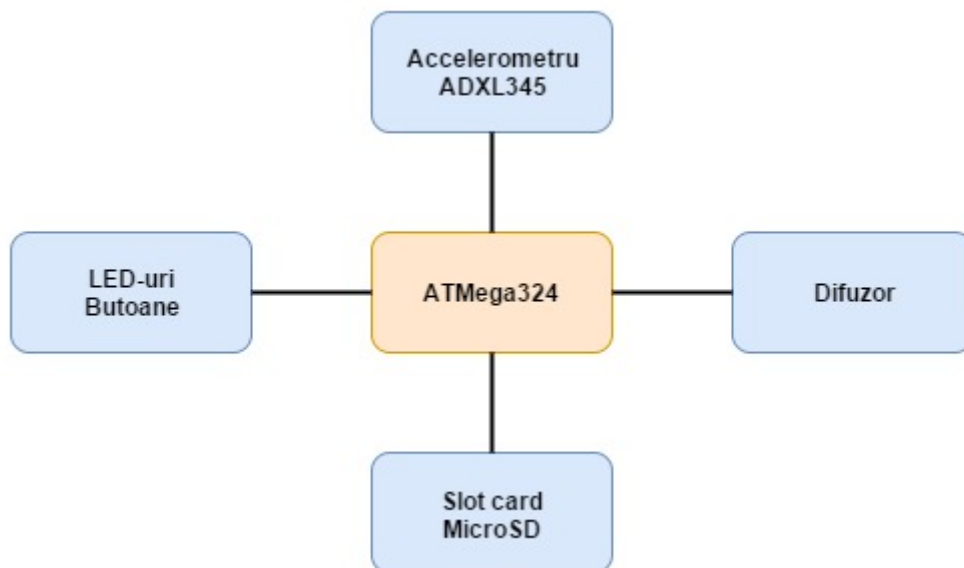 Accelerometru
ADXL345
LED-uri
Butoane
ATMega324
Difuzor
Slot card
MicroSD